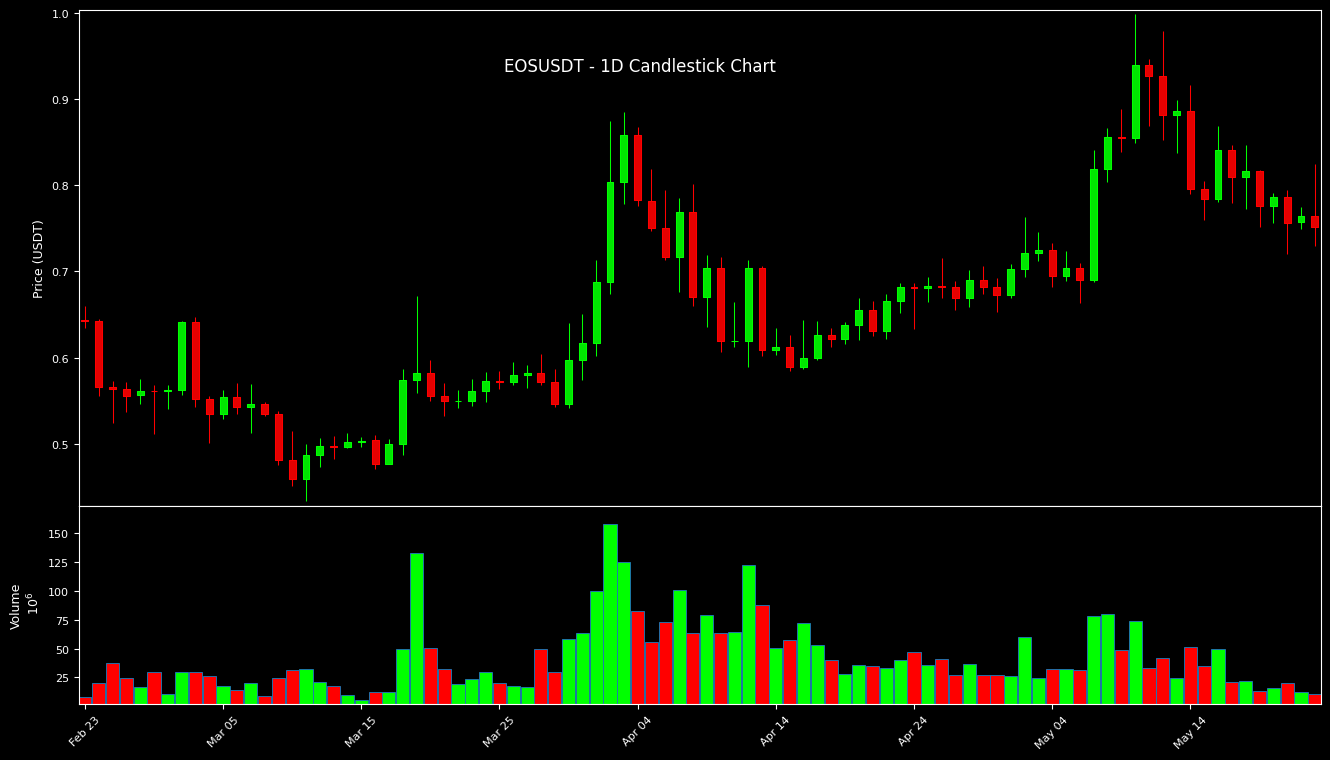 EOSUSDT - 1D Candlestick Chart
Price (USDT)
1.0
0.9
0.8
0.7
0.6
0.5
Volume
10^6
150
125
100
75
50
25
Feb 23
Mar 05
Mar 15
Mar 25
Apr 04
Apr 14
Apr 24
May 04
May 14